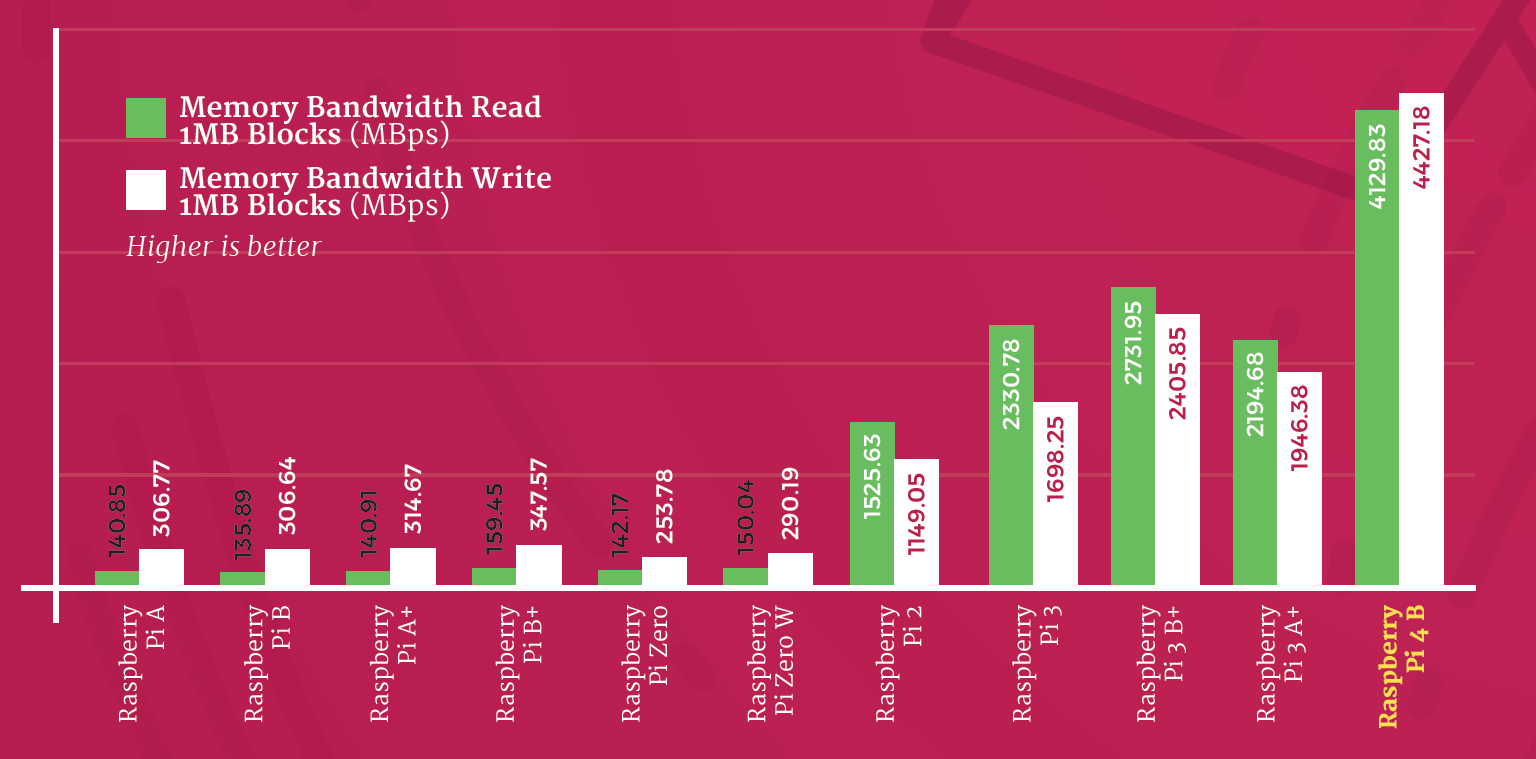 Memory Bandwidth Read
1MB Blocks (MBps)
Memory Bandwidth Write
1MB Blocks (MBps)
Higher is better
140.85
306.77
135.89
306.64
140.91
314.67
159.45
347.57
142.17
253.78
150.04
290.19
1525.63
1149.05
2330.78
1698.25
2731.95
2405.85
2194.68
1946.38
4129.83
4427.18
Raspberry
Pi A
Raspberry
Pi B
Raspberry
Pi A+
Raspberry
Pi B+
Raspberry
Pi Zero
Raspberry
Pi Zero W
Raspberry
Pi 2
Raspberry
Pi 3
Raspberry
Pi 3 B+
Raspberry
Pi 3 A+
Raspberry
Pi 4 B